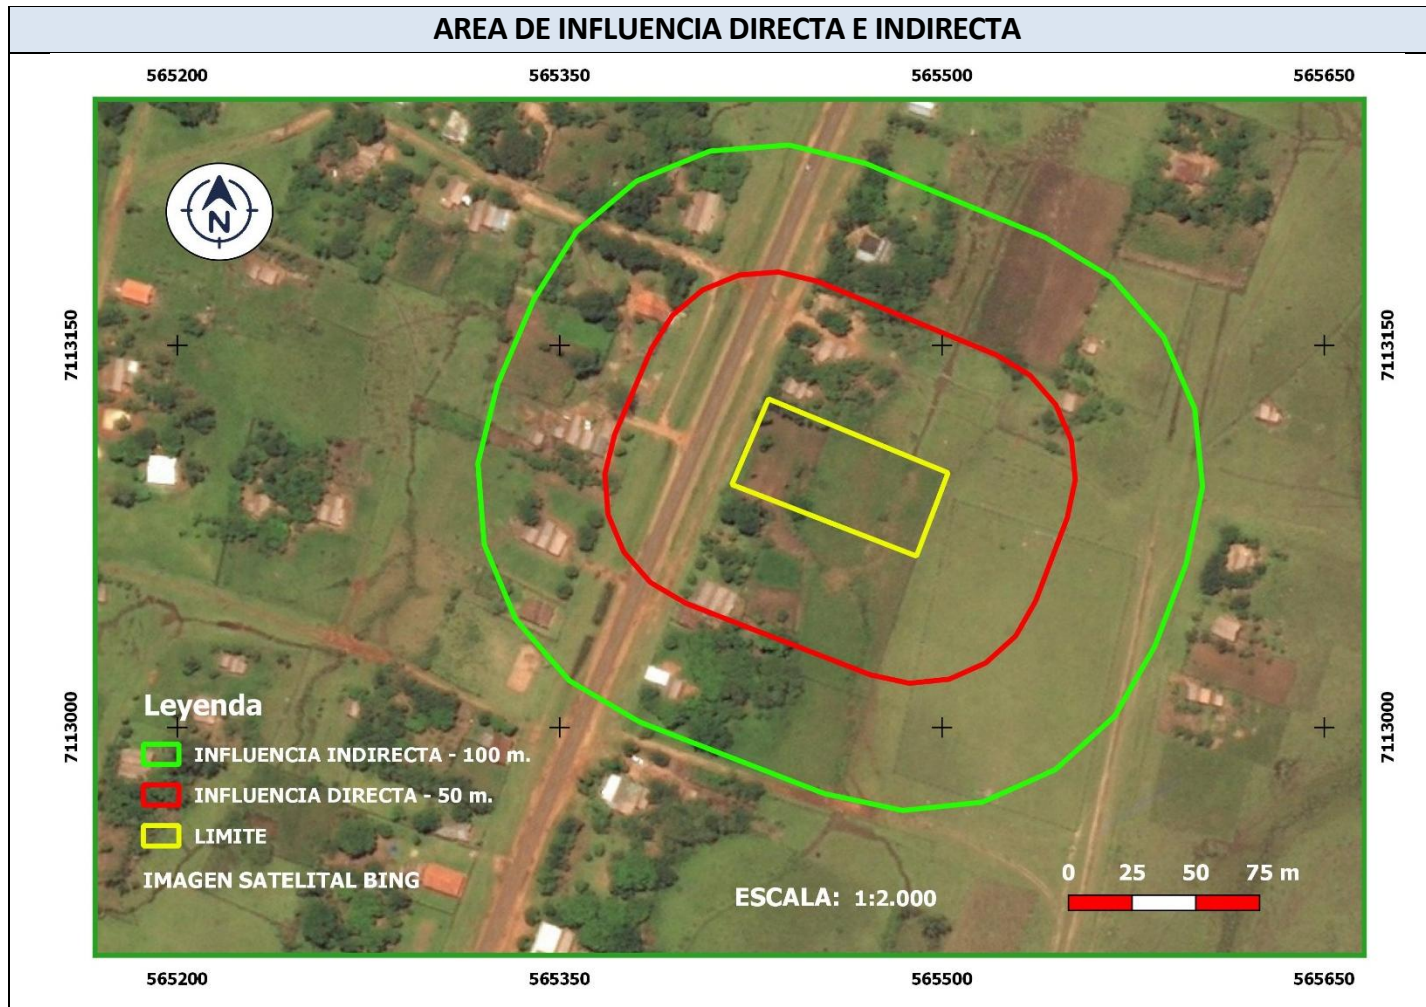 AREA DE INFLUENCIA DIRECTA E INDIRECTA
565200 565350 565500 565650
N
7113150 7113150
7113000 7113000
Leyenda
INFLUENCIA INDIRECTA - 100 m.
INFLUENCIA DIRECTA - 50 m.
LIMITE
IMAGEN SATELITAL BING
ESCALA: 1:2.000
0 25 50 75 m
565200 565350 565500 565650